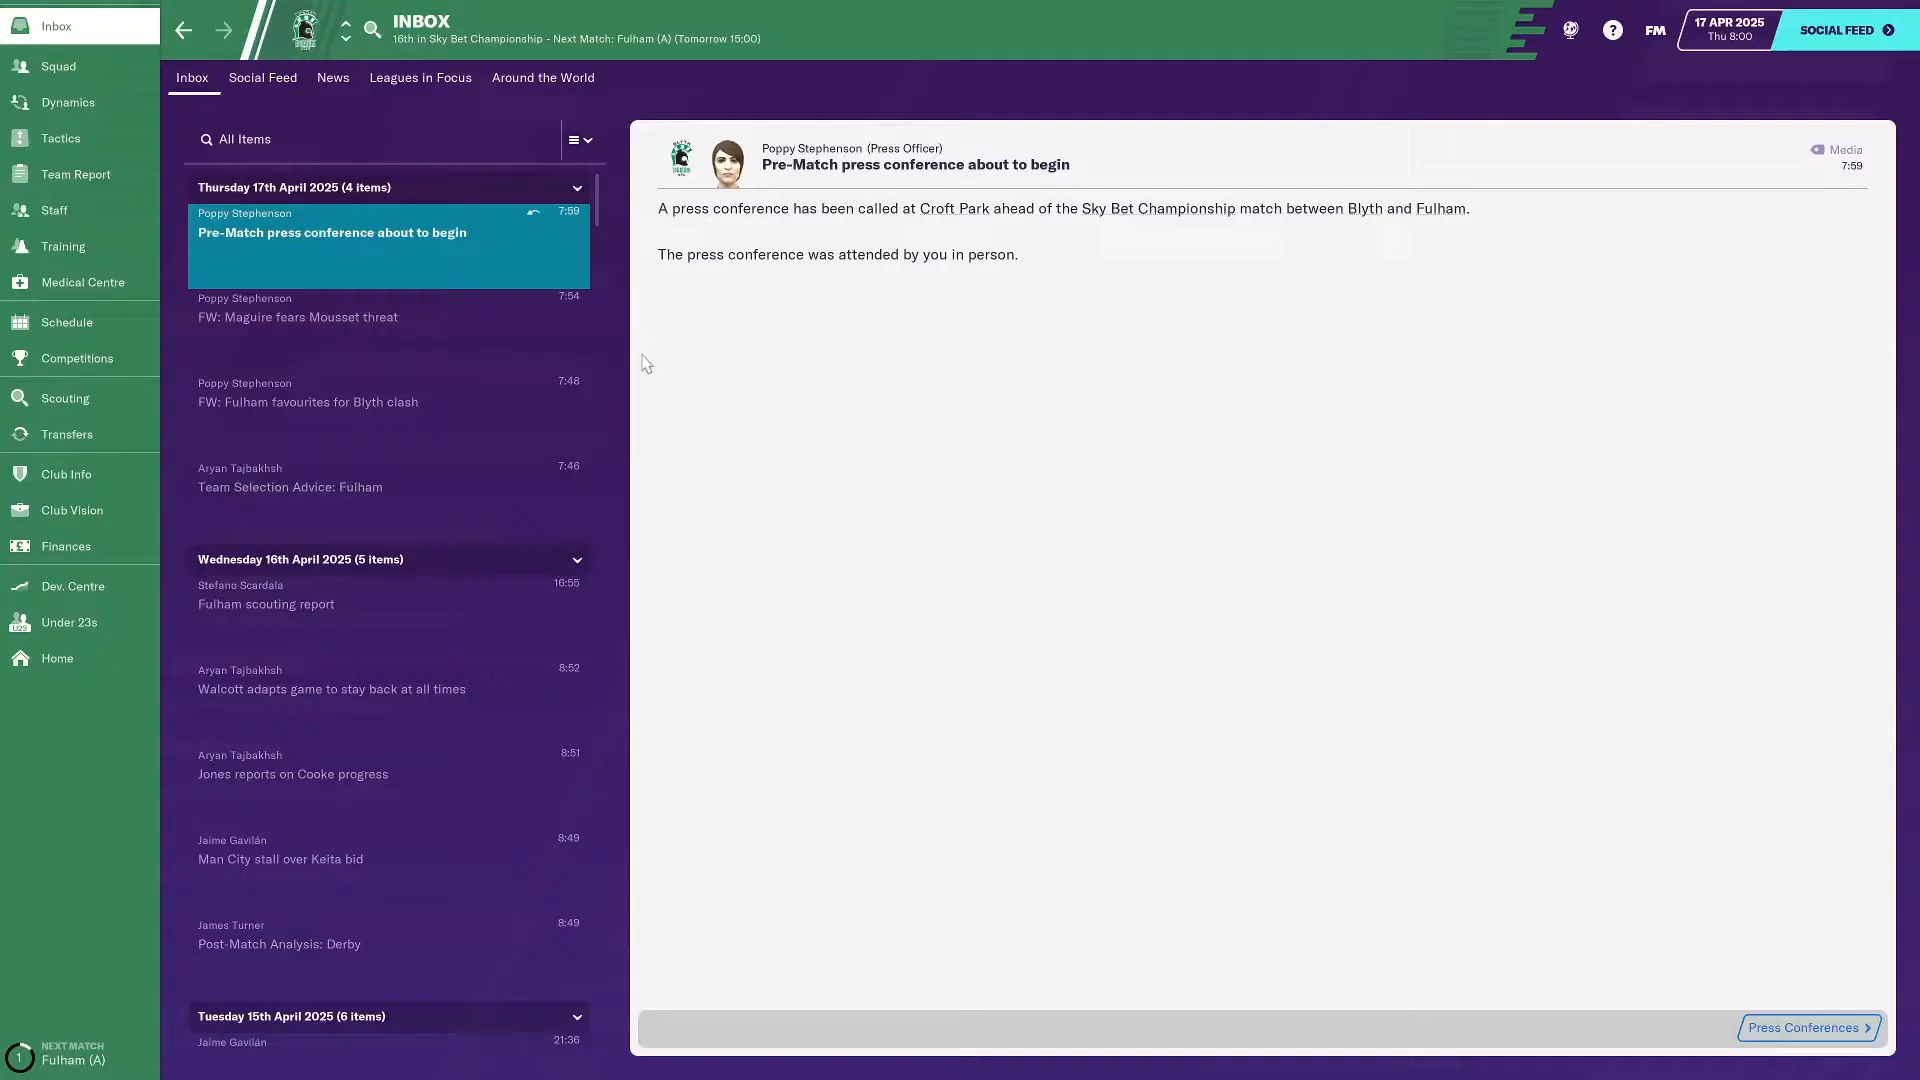 Inbox
Squad
Dynamics
Tactics
Team Report
Staff
Training
Medical Centre
Schedule
Competitions
Scouting
Transfers
Club Info
Club Vision
Finances
Dev. Centre
U23
Under 23s
Home
1
NEXT MATCH
Fulham (A)
INBOX
16th in Sky Bet Championship - Next Match: Fulham (A) (Tomorrow 15:00)
?
FM
17 APR 2025
Thu 8:00
SOCIAL FEED
Inbox
Social Feed
News
Leagues in Focus
Around the World
All Items
Thursday 17th April 2025 (4 items)
Poppy Stephenson
7:59
Pre-Match press conference about to begin
Poppy Stephenson
7:54
FW: Maguire fears Mousset threat
Poppy Stephenson
7:48
FW: Fulham favourites for Blyth clash
Aryan Tajbakhsh
7:46
Team Selection Advice: Fulham
Wednesday 16th April 2025 (5 items)
Stefano Scardala
16:55
Fulham scouting report
Aryan Tajbakhsh
8:52
Walcott adapts game to stay back at all times
Aryan Tajbakhsh
8:51
Jones reports on Cooke progress
Jaime Gavilán
8:49
Man City stall over Keita bid
James Turner
8:49
Post-Match Analysis: Derby
Tuesday 15th April 2025 (6 items)
Jaime Gavilán
21:36
Poppy Stephenson (Press Officer)
Pre-Match press conference about to begin
Media
7:59
A press conference has been called at Croft Park ahead of the Sky Bet Championship match between Blyth and Fulham.
The press conference was attended by you in person.
Press Conferences